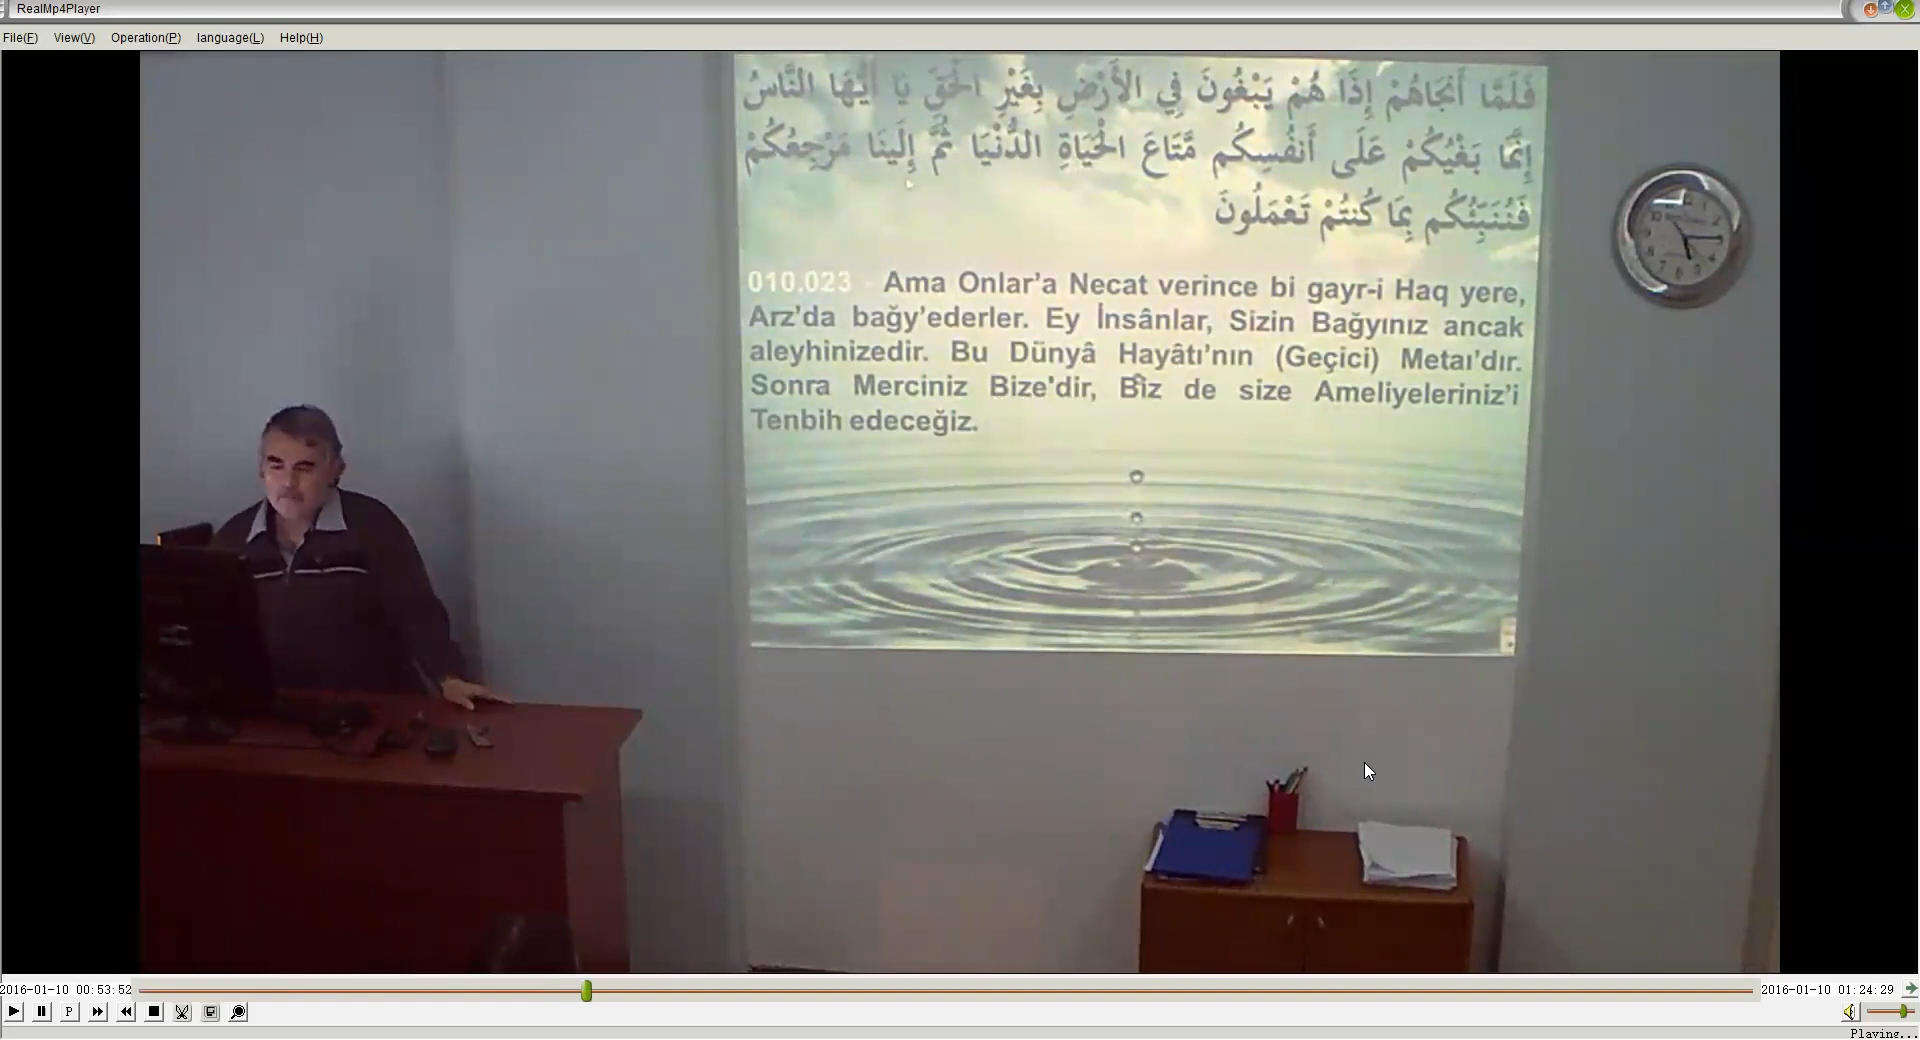 RealMp4Player
File(F) View(V) Operation(P) language(L) Help(H)
فَلَمَّا أَنْجَاهُمْ إِذَا هُمْ يَبْغُونَ فِي الأَرْضِ بِغَيْرِ الْحَقِّ يَا أَيُّهَا النَّاسُ
إِنَّمَا بَغْيُكُمْ عَلَى أَنفُسِكُم مَّتَاعَ الْحَيَاةِ الدُّنْيَا ثُمَّ إِلَينَا مَرْجِعُكُمْ
فَنُنَبِّئُكُم بِمَا كُنتُمْ تَعْمَلُونَ
010.023 - Ama Onlar'a Necat verince bi gayr-i Haq yere,
Arz'da bağy'ederler. Ey İnsânlar, Sizin Bağyınız ancak
aleyhinizedir. Bu Dünyâ Hayâtı'nın (Geçici) Metaı'dır.
Sonra Merciniz Bize'dir, Biz de size Ameliyeleriniz'i
Tenbih edeceğiz.
2016-01-10 00:53:52 2016-01-10 01:24:29
P
Playing...